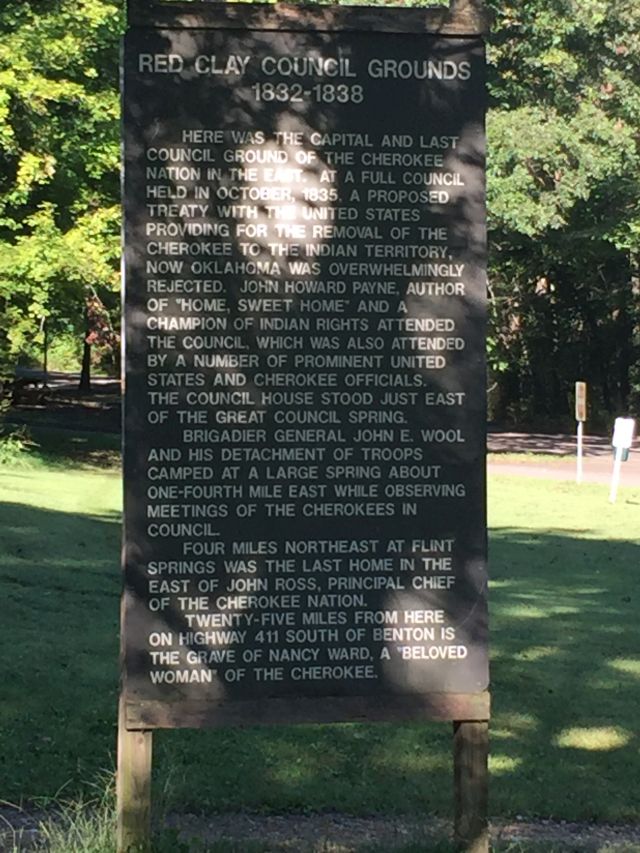 RED CLAY COUNCIL GROUNDS
1832-1838
HERE WAS THE CAPITAL AND LAST
COUNCIL GROUND OF THE CHEROKEE
NATION IN THE EAST. AT A FULL COUNCIL
HELD IN OCTOBER, 1835, A PROPOSED
TREATY WITH THE UNITED STATES
PROVIDING FOR THE REMOVAL OF THE
CHEROKEE TO THE INDIAN TERRITORY,
NOW OKLAHOMA WAS OVERWHELMINGLY
REJECTED. JOHN HOWARD PAYNE, AUTHOR
OF "HOME, SWEET HOME" AND A
CHAMPION OF INDIAN RIGHTS ATTENDED
THE COUNCIL, WHICH WAS ALSO ATTENDED
BY A NUMBER OF PROMINENT UNITED
STATES AND CHEROKEE OFFICIALS.
THE COUNCIL HOUSE STOOD JUST EAST
OF THE GREAT COUNCIL SPRING.
BRIGADIER GENERAL JOHN E. WOOL
AND HIS DETACHMENT OF TROOPS
CAMPED AT A LARGE SPRING ABOUT
ONE-FOURTH MILE EAST WHILE OBSERVING
MEETINGS OF THE CHEROKEES IN
COUNCIL.
FOUR MILES NORTHEAST AT FLINT
SPRINGS WAS THE LAST HOME IN THE
EAST OF JOHN ROSS, PRINCIPAL CHIEF
OF THE CHEROKEE NATION.
TWENTY-FIVE MILES FROM HERE
ON HIGHWAY 411 SOUTH OF BENTON IS
THE GRAVE OF NANCY WARD, A "BELOVED
WOMAN" OF THE CHEROKEE.